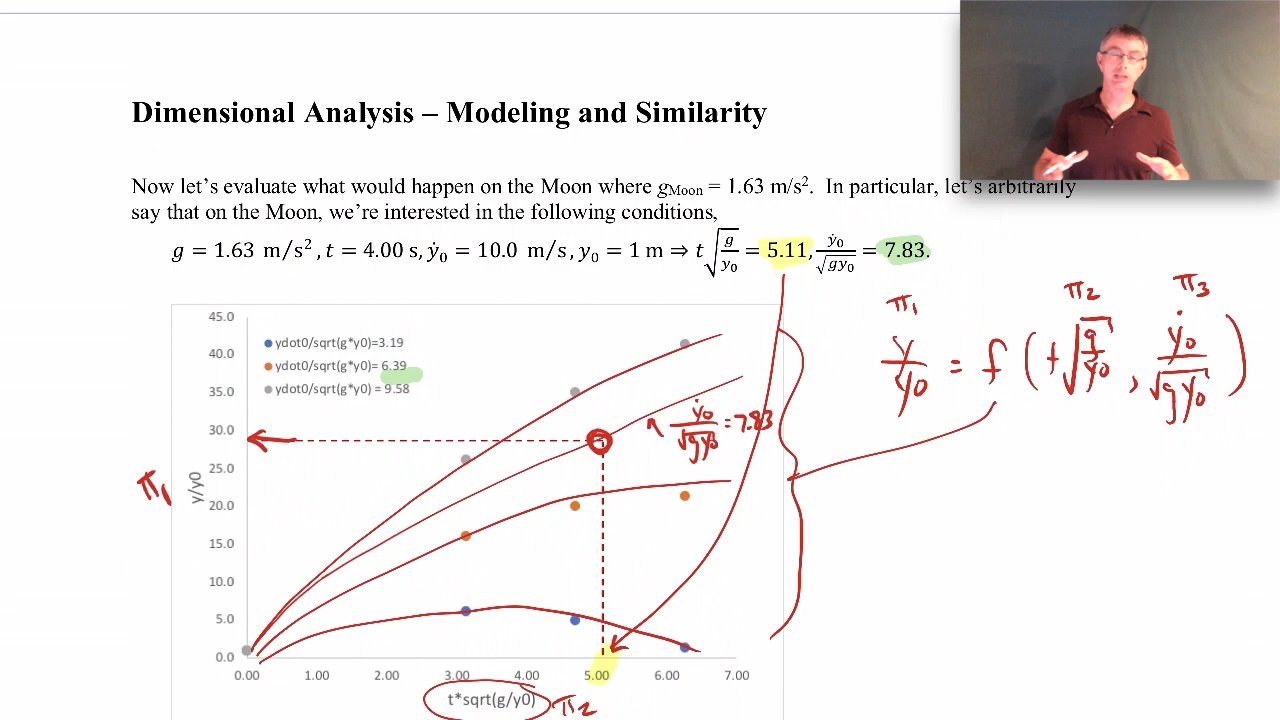 Dimensional Analysis – Modeling and Similarity
Now let's evaluate what would happen on the Moon where gMoon = 1.63 m/s². In particular, let's arbitrarily
say that on the Moon, we're interested in the following conditions,
g = 1.63 m/s², t = 4.00 s, ẏ₀ = 10.0 m/s, y₀ = 1 m ⇒ t√(g/y₀) = 5.11, ẏ₀/√(gy₀) = 7.83.
π₁ π₂ π₃
y/y₀ = f(t√(g/y₀), ẏ₀/√(gy₀))
45.0
40.0
35.0
30.0
25.0
20.0
15.0
10.0
5.0
0.0
ydot0/sqrt(g*y0)=3.19
ydot0/sqrt(g*y0)= 6.39
ydot0/sqrt(g*y0) = 9.58
ẏ₀/√(gy₀) = 7.83
π₁
y/y0
0.00 1.00 2.00 3.00 4.00 5.00 6.00 7.00
t*sqrt(g/y0) π₂